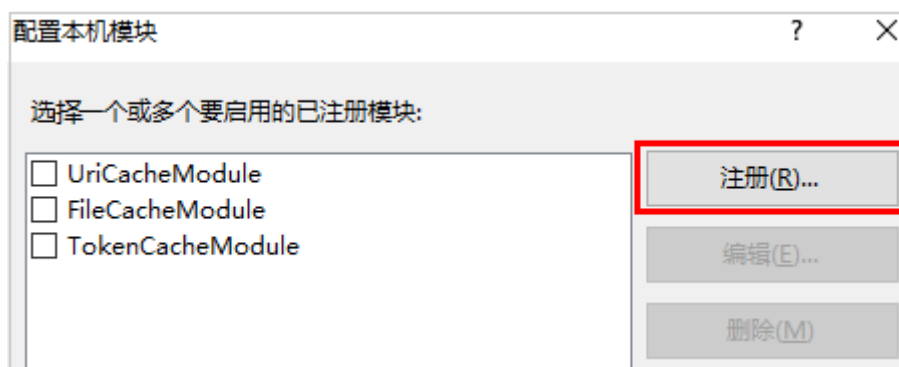 配置本机模块 ?
选择一个或多个要启用的已注册模块:
UriCacheModule
FileCacheModule
TokenCacheModule
注册(R)...
编辑(E)...
删除(M)